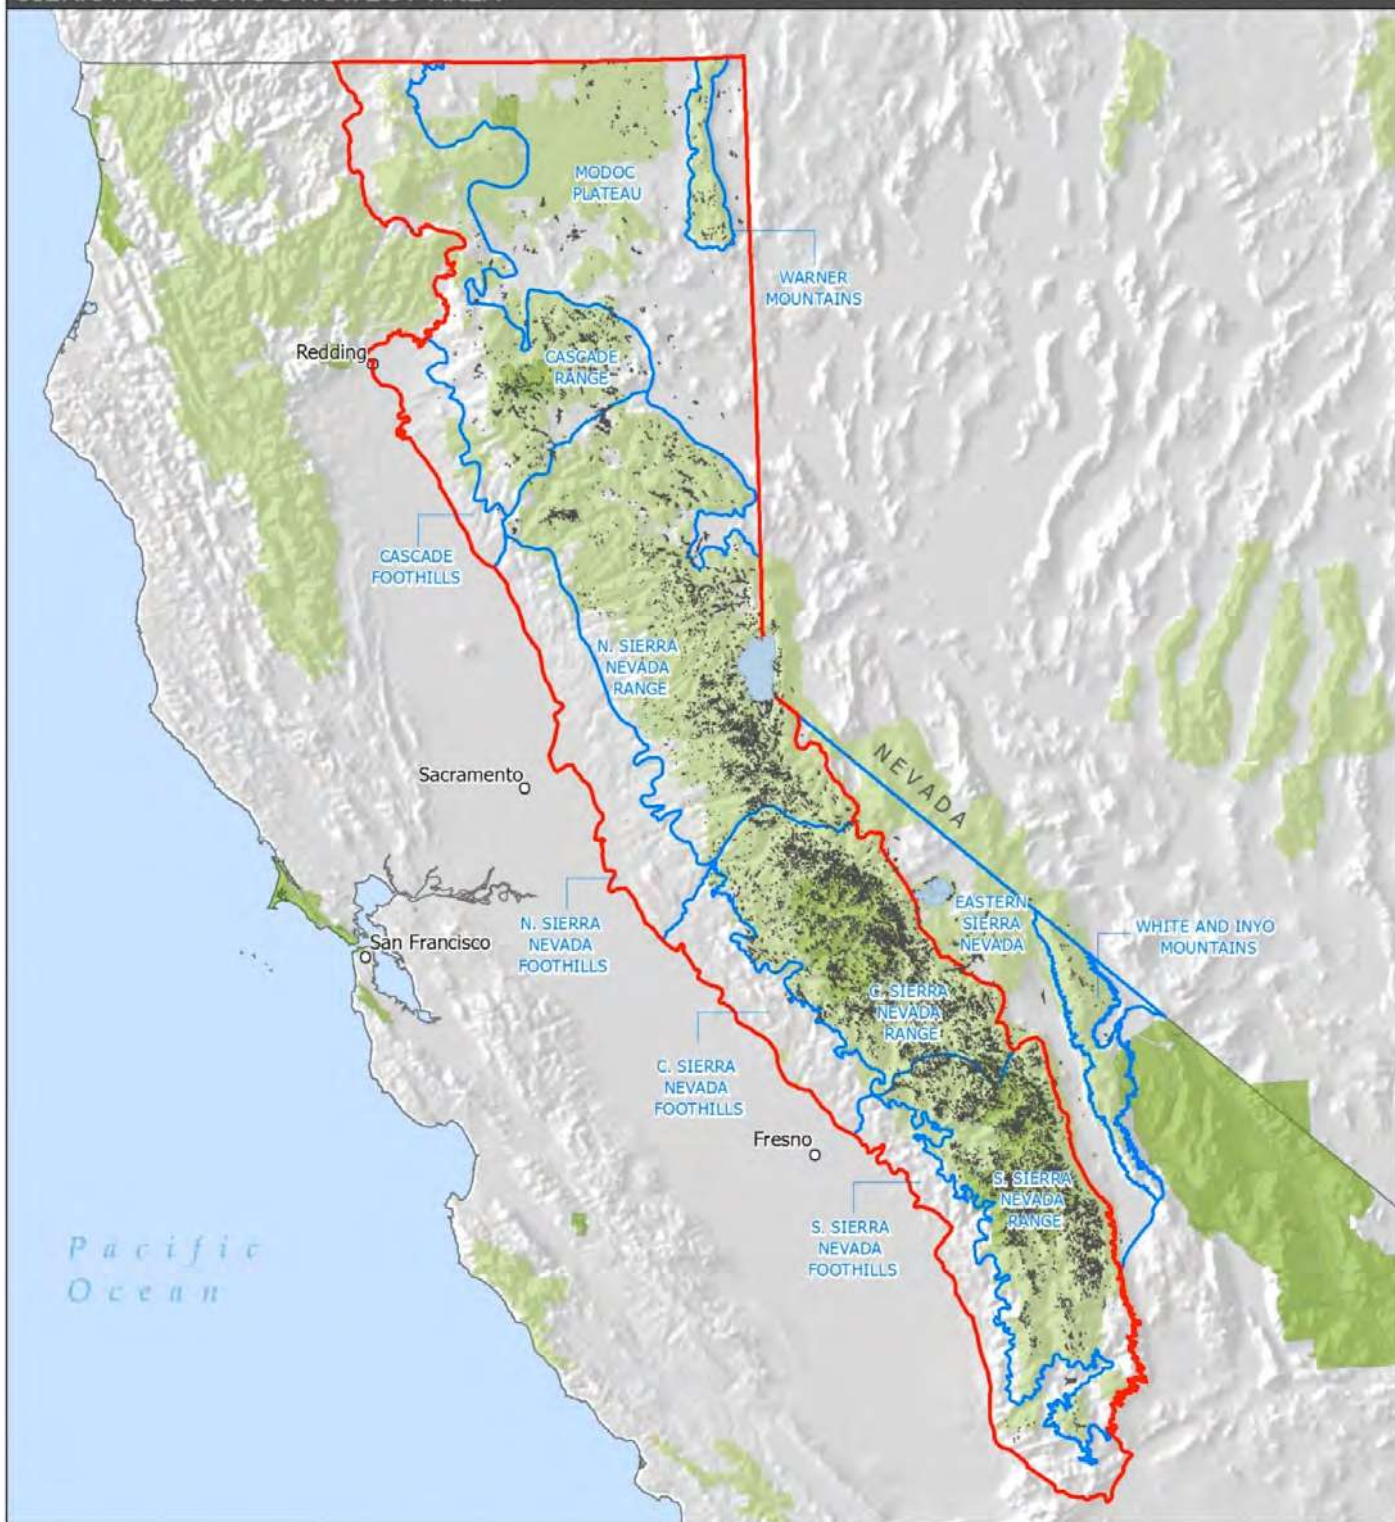 MODOC
PLATEAU
WARNER
MOUNTAINS
Redding
CASCADE
RANGE
CASCADE
FOOTHILLS
N. SIERRA
NEVADA
RANGE
NEVADA
Sacramento
N. SIERRA
NEVADA
FOOTHILLS
San Francisco
EASTERN
SIERRA
NEVADA
WHITE AND INYO
MOUNTAINS
C. SIERRA
NEVADA
RANGE
C. SIERRA
NEVADA
FOOTHILLS
Fresno
S. SIERRA
NEVADA
RANGE
S. SIERRA
NEVADA
FOOTHILLS
Pacific
Ocean